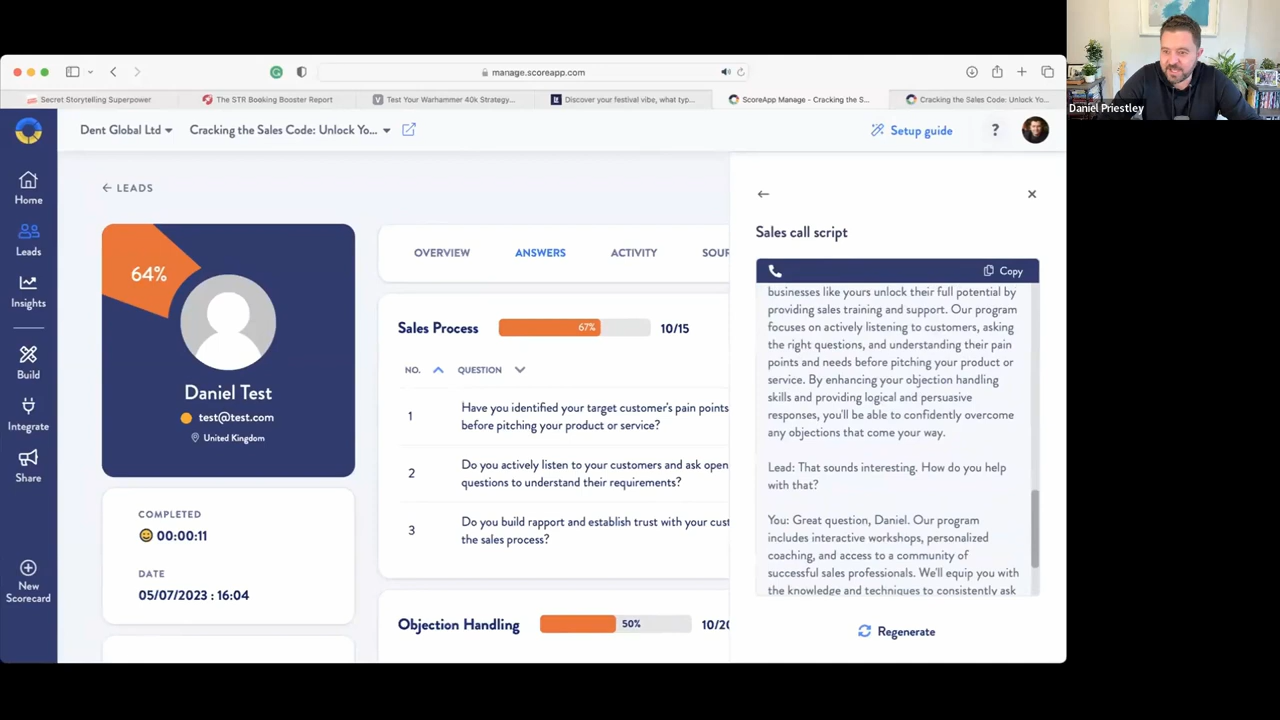 manage.scoreapp.com
Secret Storytelling Superpower
The STR Booking Booster Report
Test Your Warhammer 40k Strategy...
Discover your festival vibe, what typ...
ScoreApp Manage - Cracking the S...
Cracking the Sales Code: Unlock Yo...
Daniel Priestley
Dent Global Ltd
Cracking the Sales Code: Unlock Yo...
Setup guide
?
Home
Leads
Insights
Build
Integrate
Share
New
Scorecard
LEADS
64%
Daniel Test
test@test.com
United Kingdom
COMPLETED
00:00:11
DATE
05/07/2023 : 16:04
OVERVIEW
ANSWERS
ACTIVITY
SOUR
Sales Process
67%
10/15
NO.
QUESTION
1
Have you identified your target customer's pain points
before pitching your product or service?
2
Do you actively listen to your customers and ask open
questions to understand their requirements?
3
Do you build rapport and establish trust with your cust
the sales process?
Objection Handling
50%
10/20
Sales call script
Copy
businesses like yours unlock their full potential by
providing sales training and support. Our program
focuses on actively listening to customers, asking
the right questions, and understanding their pain
points and needs before pitching your product or
service. By enhancing your objection handling
skills and providing logical and persuasive
responses, you'll be able to confidently overcome
any objections that come your way.
Lead: That sounds interesting. How do you help
with that?
You: Great question, Daniel. Our program
includes interactive workshops, personalized
coaching, and access to a community of
successful sales professionals. We'll equip you with
the knowledge and techniques to consistently ask
Regenerate